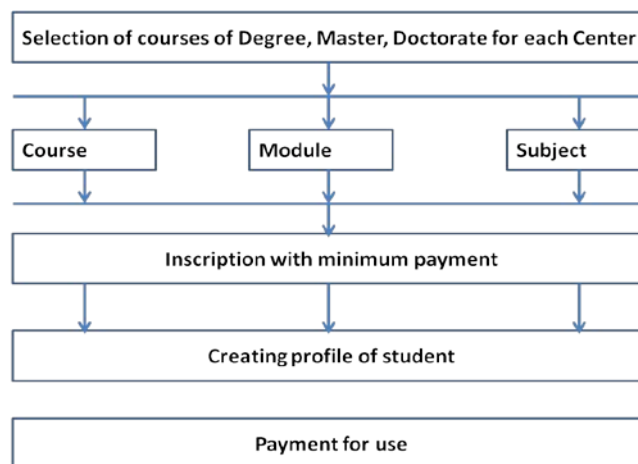 Selection of courses of Degree, Master, Doctorate for each Center
Course
Module
Subject
Inscription with minimum payment
Creating profile of student
Payment for use